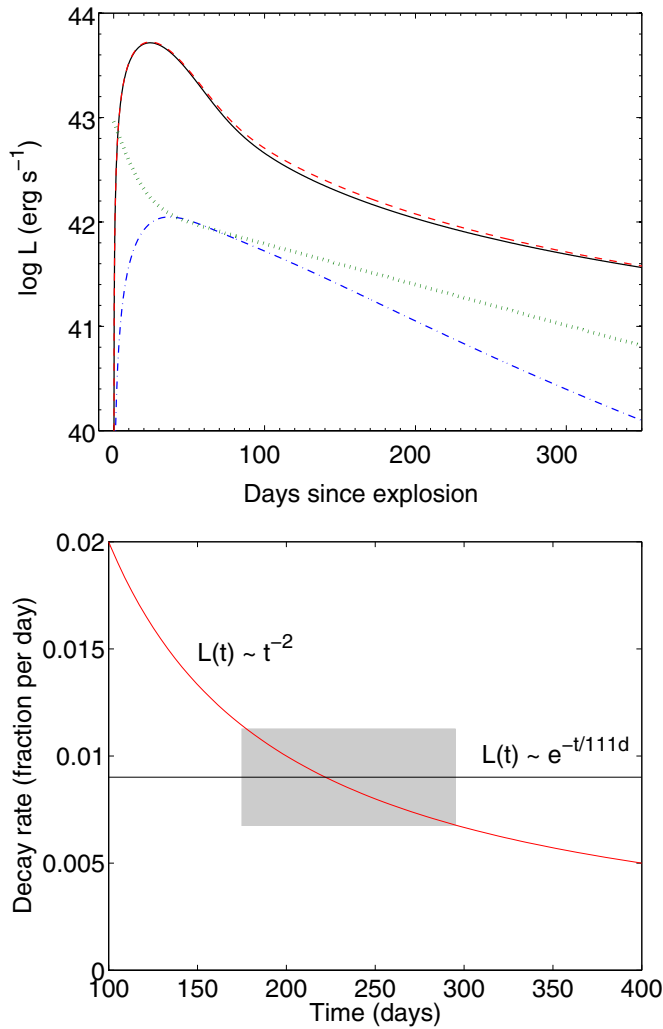 44
43
42
41
40
log L (erg s⁻¹)
0 100 200 300
Days since explosion
0.02
0.015
0.01
0.005
0
Decay rate (fraction per day)
L(t) ~ t⁻²
L(t) ~ e⁻ᵗ/¹¹¹ᵈ
100 150 200 250 300 350 400
Time (days)